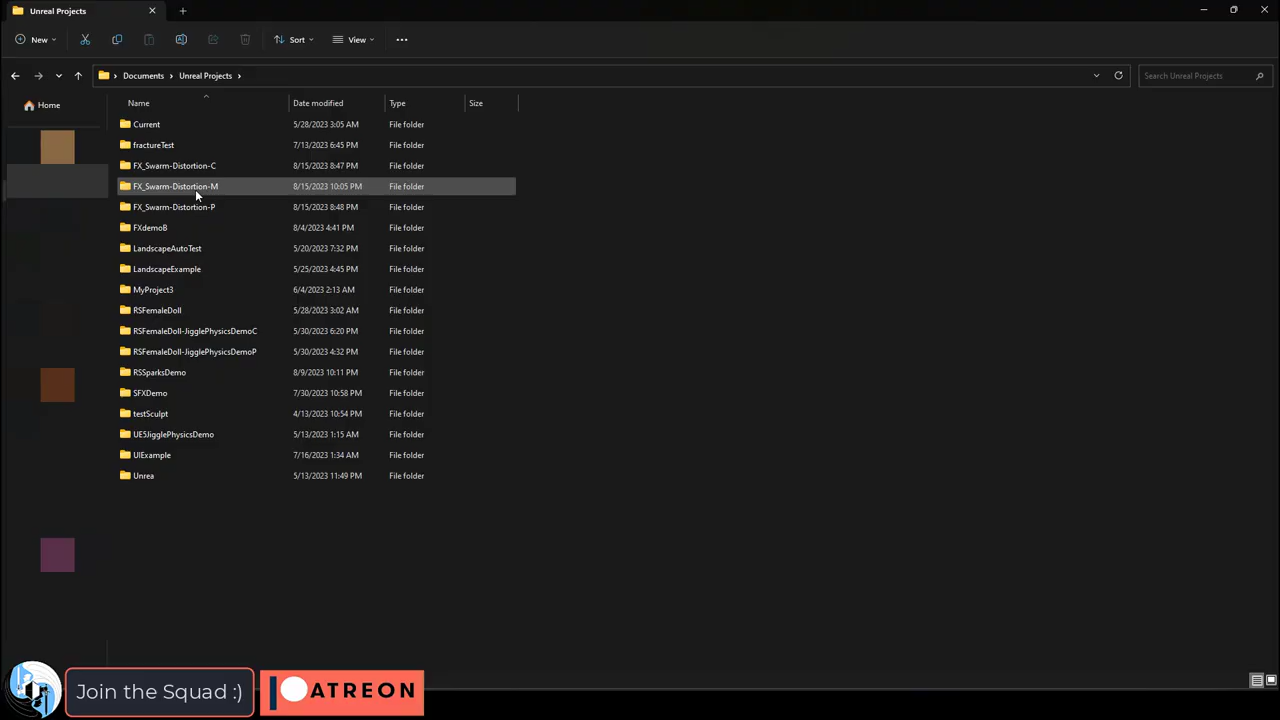 Unreal Projects
New
Sort
View
Documents
Unreal Projects
Search Unreal Projects
Home
Name
Date modified
Type
Size
Current 5/28/2023 3:05 AM File folder
fractureTest 7/13/2023 6:45 PM File folder
FX_Swarm-Distortion-C 8/15/2023 8:47 PM File folder
FX_Swarm-Distortion-M 8/15/2023 10:05 PM File folder
FX_Swarm-Distortion-P 8/15/2023 8:48 PM File folder
FXdemoB 8/4/2023 4:41 PM File folder
LandscapeAutoTest 5/20/2023 7:32 PM File folder
LandscapeExample 5/25/2023 4:45 PM File folder
MyProject3 6/4/2023 2:13 AM File folder
RSFemaleDoll 5/28/2023 3:02 AM File folder
RSFemaleDoll-JigglePhysicsDemoC 5/30/2023 6:20 PM File folder
RSFemaleDoll-JigglePhysicsDemoP 5/30/2023 4:32 PM File folder
RSSparksDemo 8/9/2023 10:11 PM File folder
SFXDemo 7/30/2023 10:58 PM File folder
testSculpt 4/13/2023 10:54 PM File folder
UE5JigglePhysicsDemo 5/13/2023 1:15 AM File folder
UIExample 7/16/2023 1:34 AM File folder
Unrea 5/13/2023 11:49 PM File folder
Join the Squad :)
ATREON